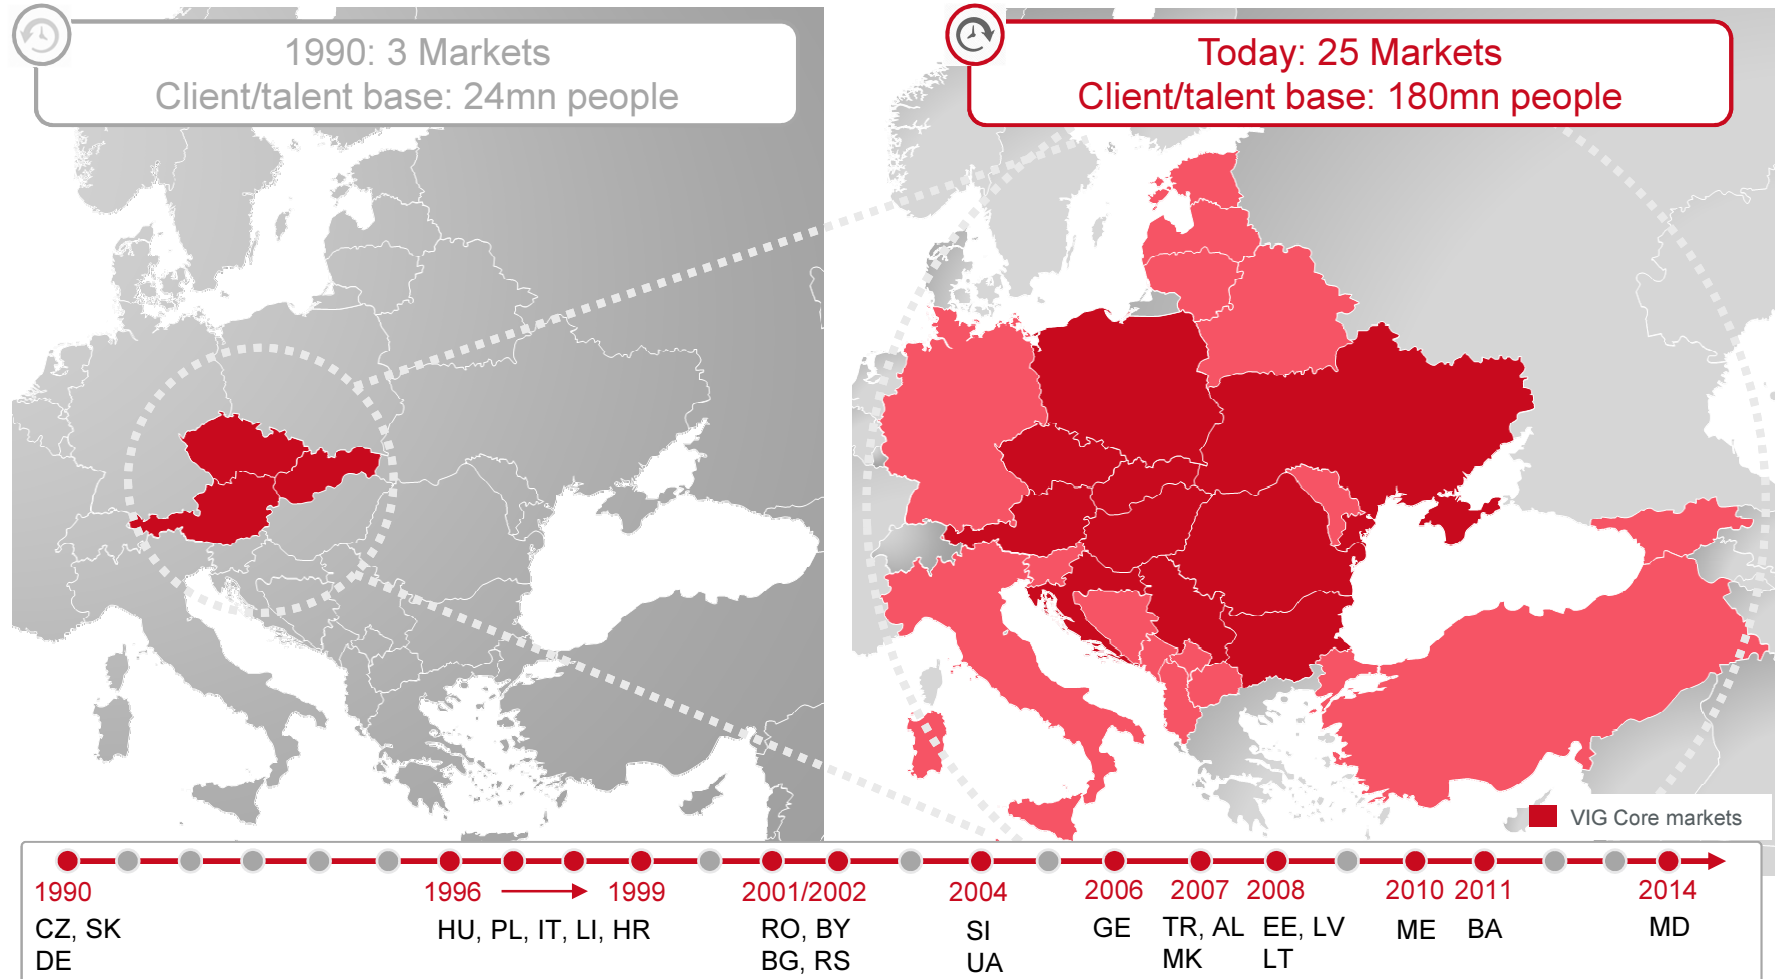 1990: 3 Markets
Client/talent base: 24mn people
Today: 25 Markets
Client/talent base: 180mn people
VIG Core markets
1990
1996
1999
2001/2002
2004
2006
2007
2008
2010
2011
2014
CZ, SK
DE
HU, PL, IT, LI, HR
RO, BY
BG, RS
SI
UA
GE
TR, AL
MK
EE, LV
LT
ME
BA
MD